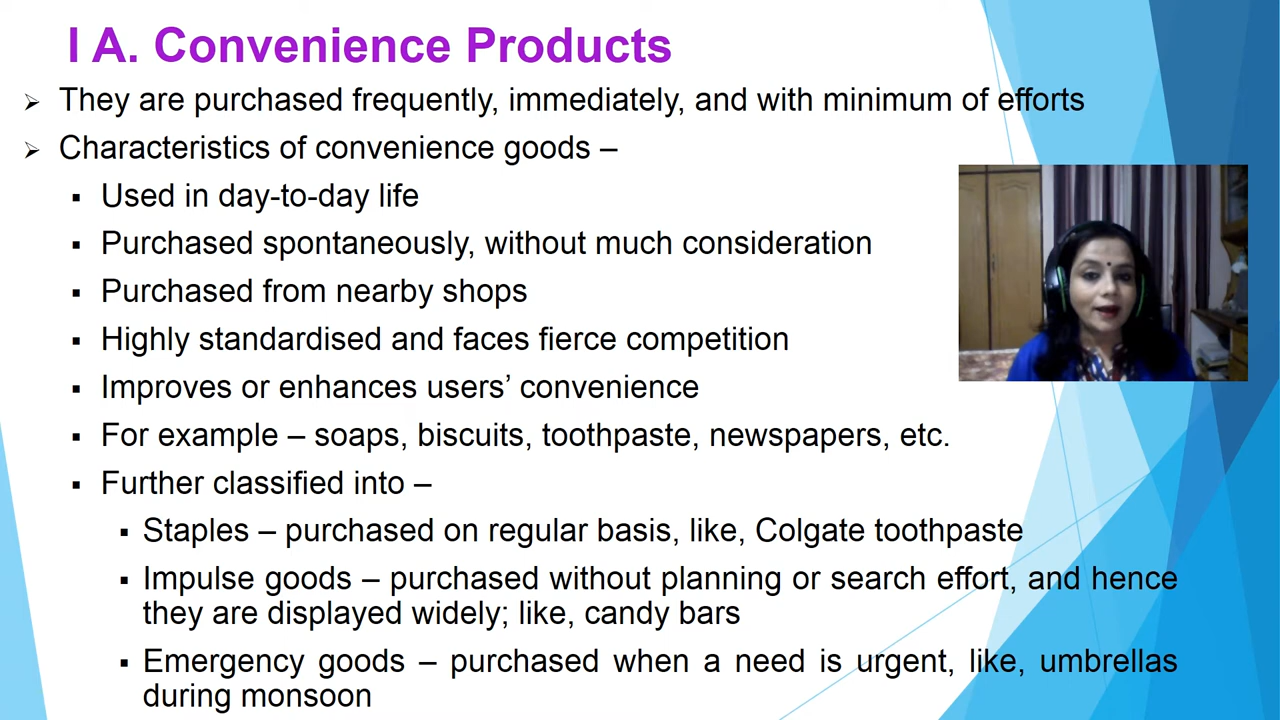 I A. Convenience Products
➢ They are purchased frequently, immediately, and with minimum of efforts
➢ Characteristics of convenience goods –
▪ Used in day-to-day life
▪ Purchased spontaneously, without much consideration
▪ Purchased from nearby shops
▪ Highly standardised and faces fierce competition
▪ Improves or enhances users’ convenience
▪ For example – soaps, biscuits, toothpaste, newspapers, etc.
▪ Further classified into –
▪ Staples – purchased on regular basis, like, Colgate toothpaste
▪ Impulse goods – purchased without planning or search effort, and hence
they are displayed widely; like, candy bars
▪ Emergency goods – purchased when a need is urgent, like, umbrellas
during monsoon